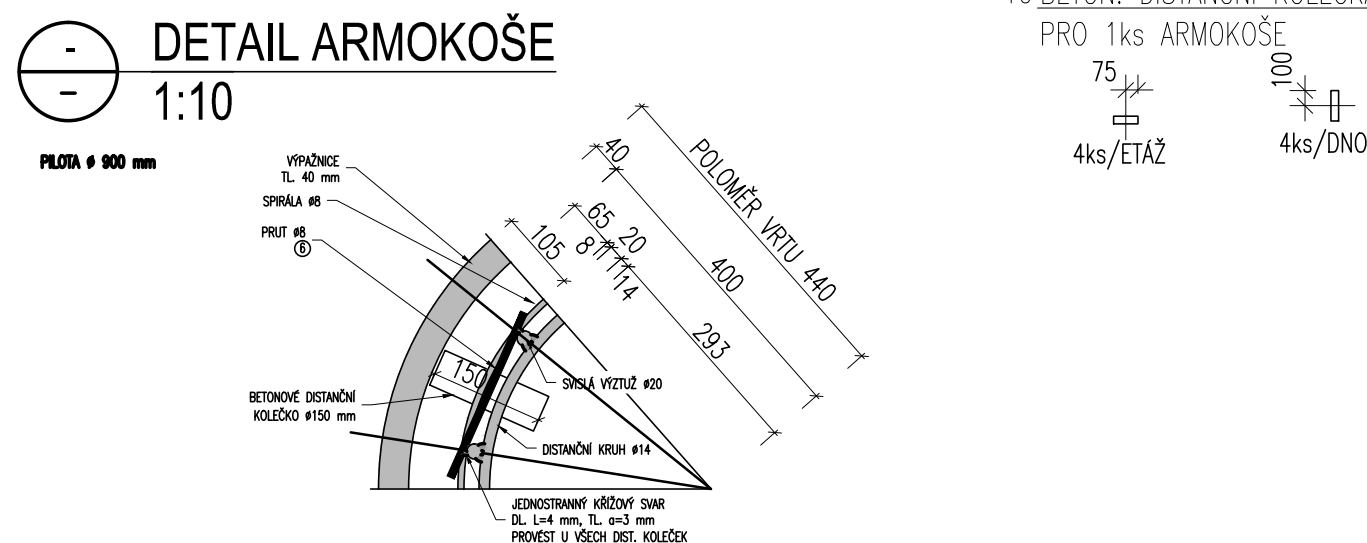 -
-
DETAIL ARMOKOŠE
1:10
PILOTA ø 900 mm
PRO 1ks ARMOKOŠE
75
4ks/ETÁŽ
100
4ks/DNO
VÝPAŽNICE
TL. 40 mm
SPIRÁLA ø8
PRUT ø8
6
BETONOVÉ DISTANČNÍ
KOLEČKO ø150 mm
105
65 20
8 14
293
40
400
POLOMĚR VRTU 440
150
SVISLÁ VÝZTUŽ ø20
DISTANČNÍ KRUH ø14
JEDNOSTRANNÝ KŘÍŽOVÝ SVAR
DL. L=4 mm, TL. a=3 mm
PROVÉST U VŠECH DIST. KOLEČEK